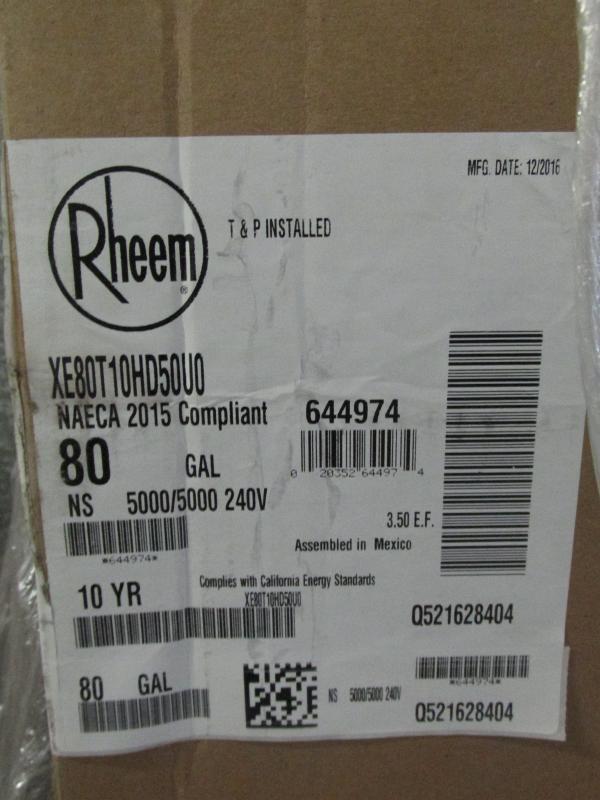 MFG. DATE: 12/2016
Rheem
®
T & P INSTALLED
XE80T10HD50U0
NAECA 2015 Compliant
644974
80 GAL
0 20352 64497 4
NS 5000/5000 240V
3.50 E.F.
*644974*
Assembled in Mexico
Complies with California Energy Standards
10 YR
XE80T10HD50U0
Q521628404
80 GAL
*644974*
NS 5000/5000 240V
Q521628404